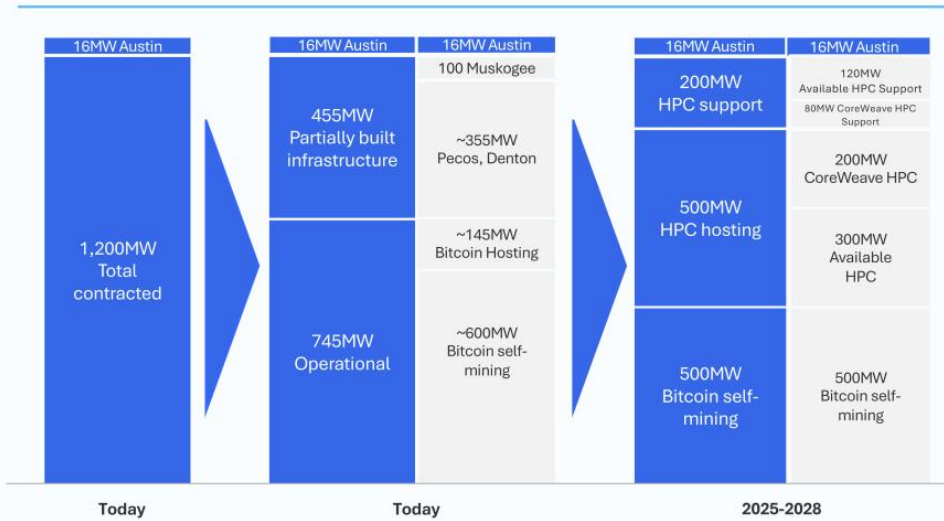 16MW Austin
1,200MW
Total
contracted
Today
16MW Austin
455MW
Partially built
infrastructure
745MW
Operational
16MW Austin
100 Muskogee
~355MW
Pecos, Denton
~145MW
Bitcoin Hosting
~600MW
Bitcoin self-
mining
Today
16MW Austin
200MW
HPC support
500MW
HPC hosting
500MW
Bitcoin self-
mining
16MW Austin
120MW
Available HPC Support
80MW CoreWeave HPC
Support
200MW
CoreWeave HPC
300MW
Available
HPC
500MW
Bitcoin self-
mining
2025-2028